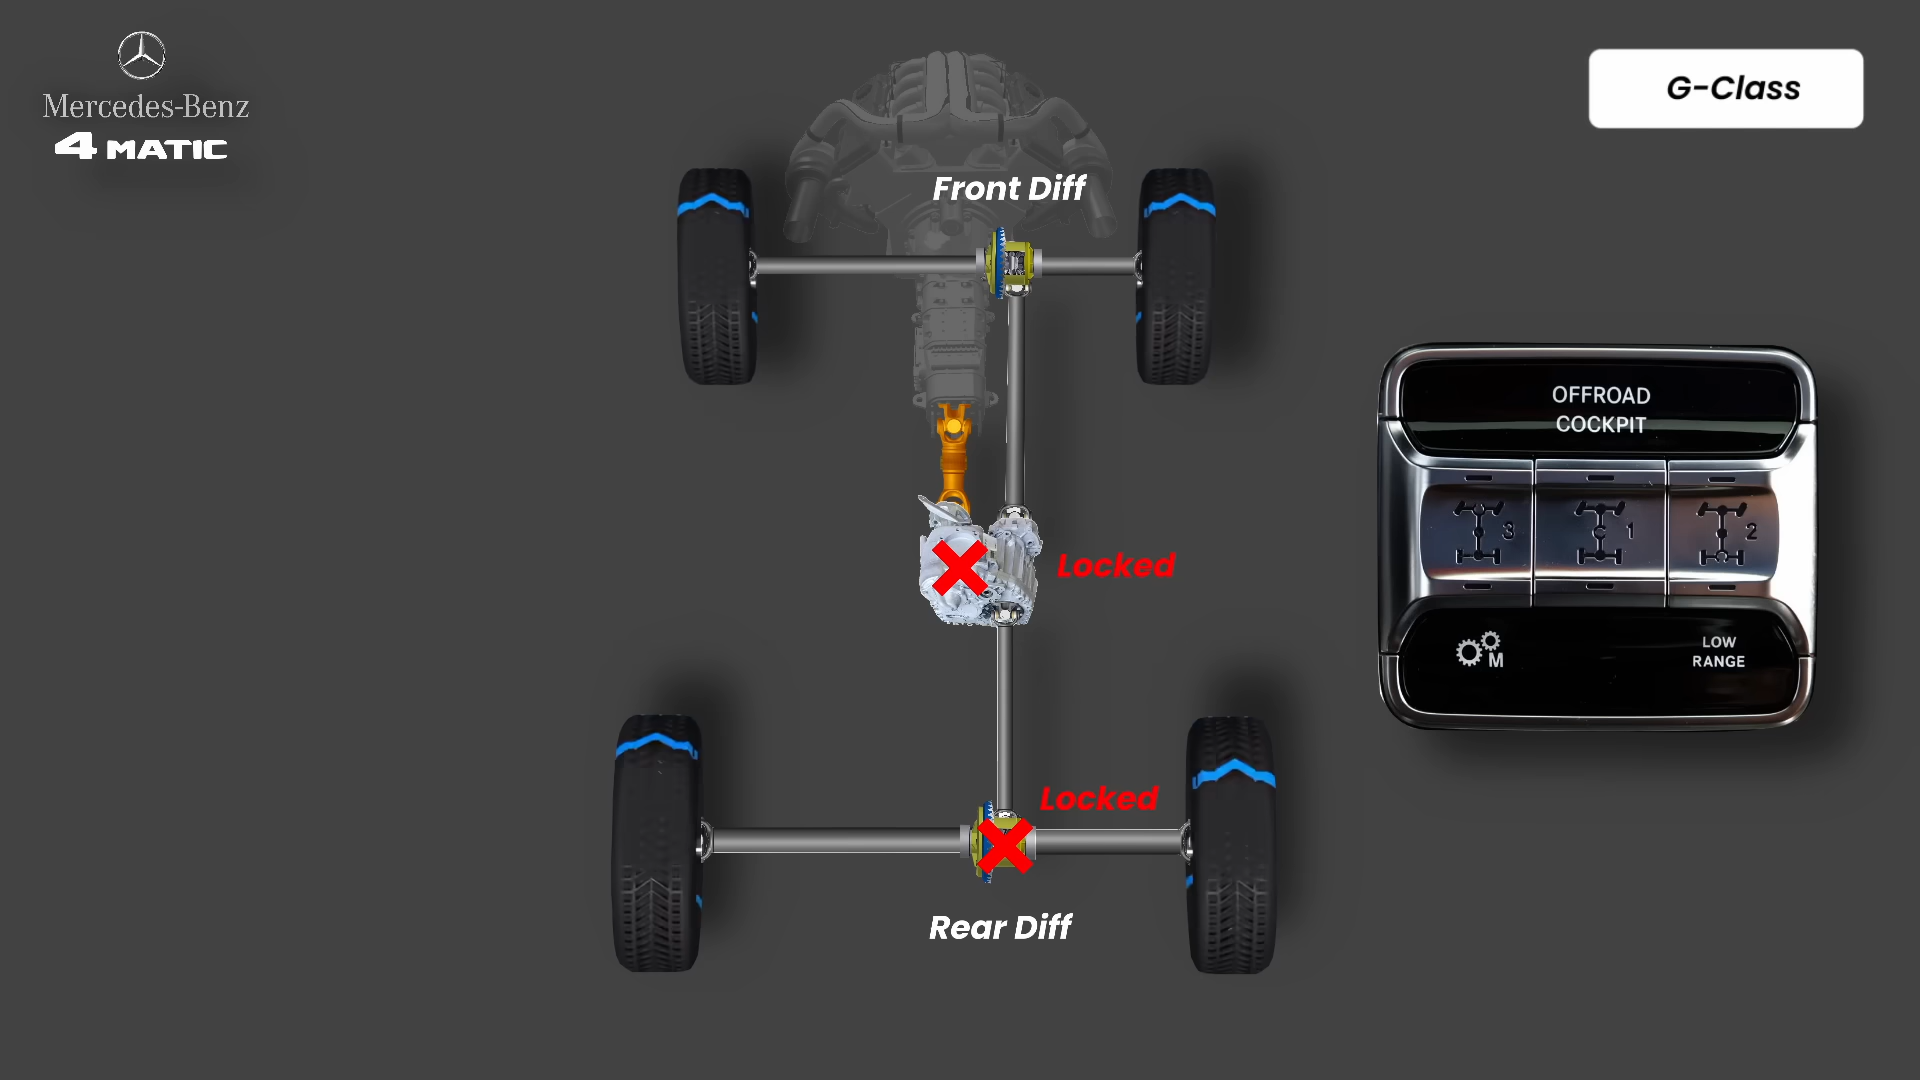 Mercedes-Benz
4MATIC
G-Class
Front Diff
OFFROAD
COCKPIT
3
1
2
Locked
M
LOW
RANGE
Locked
Rear Diff